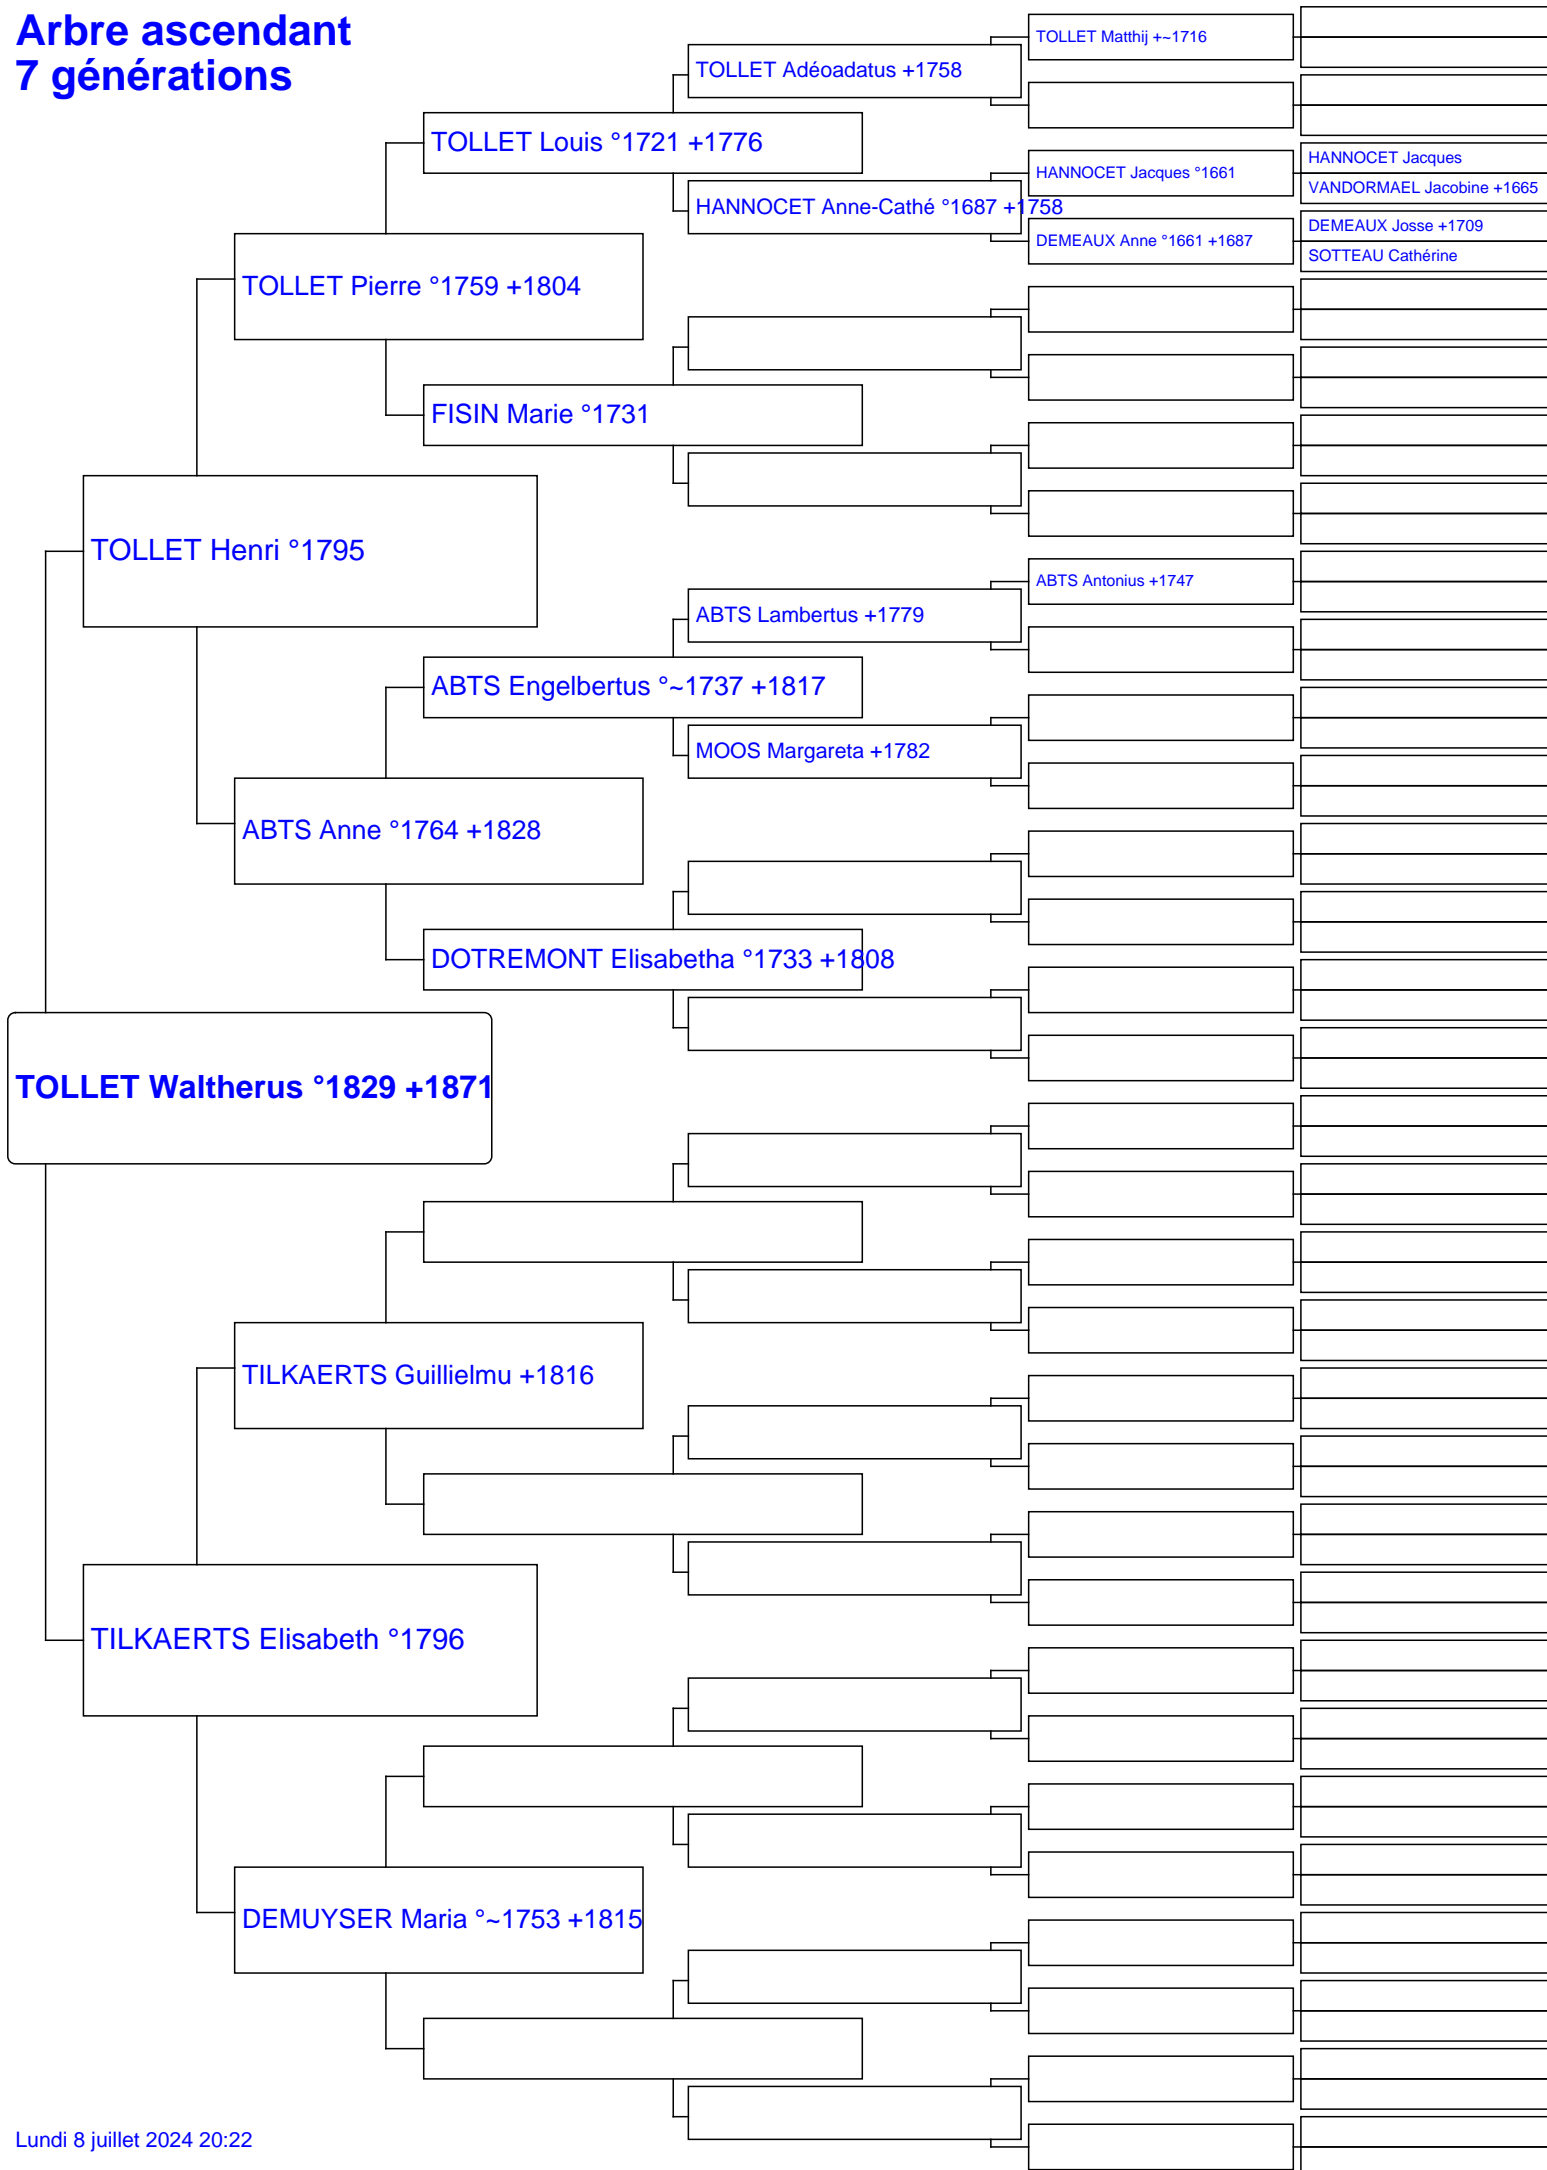 Arbre ascendant
7 générations
TOLLET Matthij +~1716
TOLLET Adéoadatus +1758
TOLLET Louis °1721 +1776
HANNOCET Jacques
HANNOCET Jacques °1661
VANDORMAEL Jacobine +1665
HANNOCET Anne-Cathé °1687 +1758
DEMEAUX Josse +1709
DEMEAUX Anne °1661 +1687
SOTTEAU Cathérine
TOLLET Pierre °1759 +1804
FISIN Marie °1731
TOLLET Henri °1795
ABTS Antonius +1747
ABTS Lambertus +1779
ABTS Engelbertus °~1737 +1817
MOOS Margareta +1782
ABTS Anne °1764 +1828
DOTREMONT Elisabetha °1733 +1808
TOLLET Waltherus °1829 +1871
TILKAERTS Guillielmu +1816
TILKAERTS Elisabeth °1796
DEMUYSER Maria °~1753 +1815
Lundi 8 juillet 2024 20:22